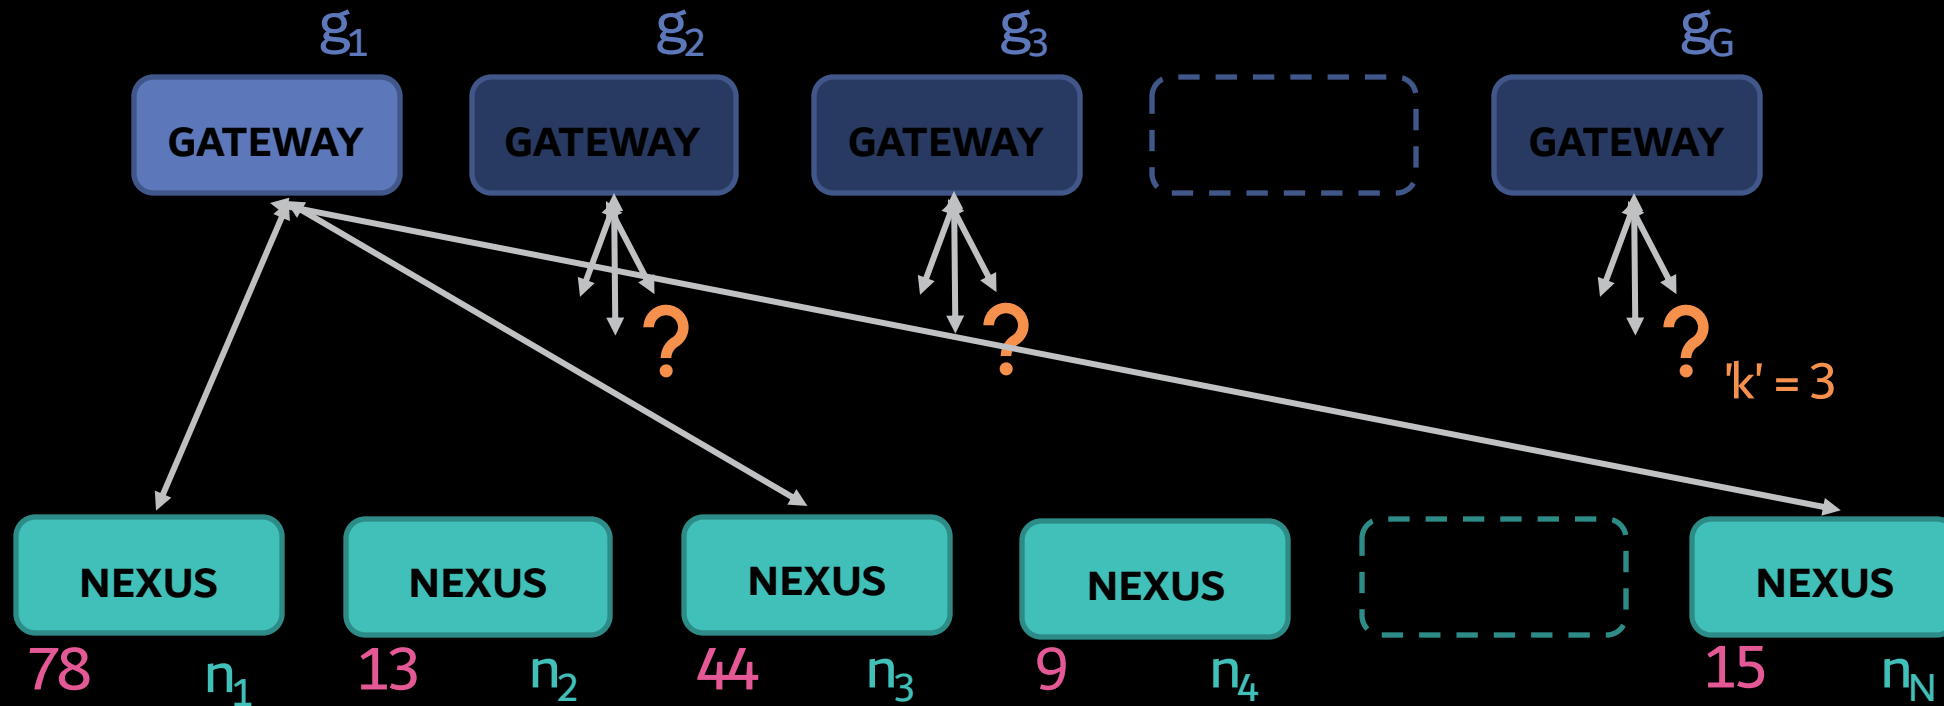 g1 g2 g3 gG
GATEWAY GATEWAY GATEWAY GATEWAY
? ? ?
'k' = 3
NEXUS NEXUS NEXUS NEXUS NEXUS
78 n1 13 n2 44 n3 9 n4 15 nN